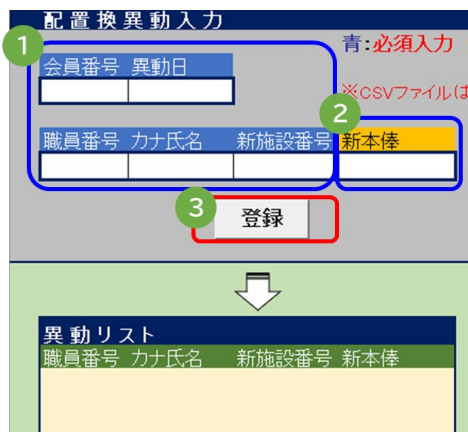 配置換異動入力
青:必須入力
1
会員番号 異動日
※CSVファイルは
2
職員番号 カナ氏名 新施設番号 新本俸
3
登録
異動リスト
職員番号 カナ氏名 新施設番号 新本俸